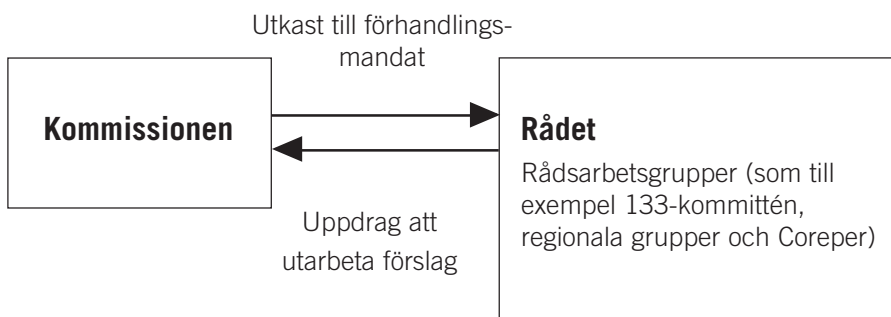 Utkast till förhandlings-
mandat
Kommissionen
Rådet
Rådsarbetsgrupper (som till
exempel 133-kommittén,
regionala grupper och Coreper)
Uppdrag att
utarbeta förslag